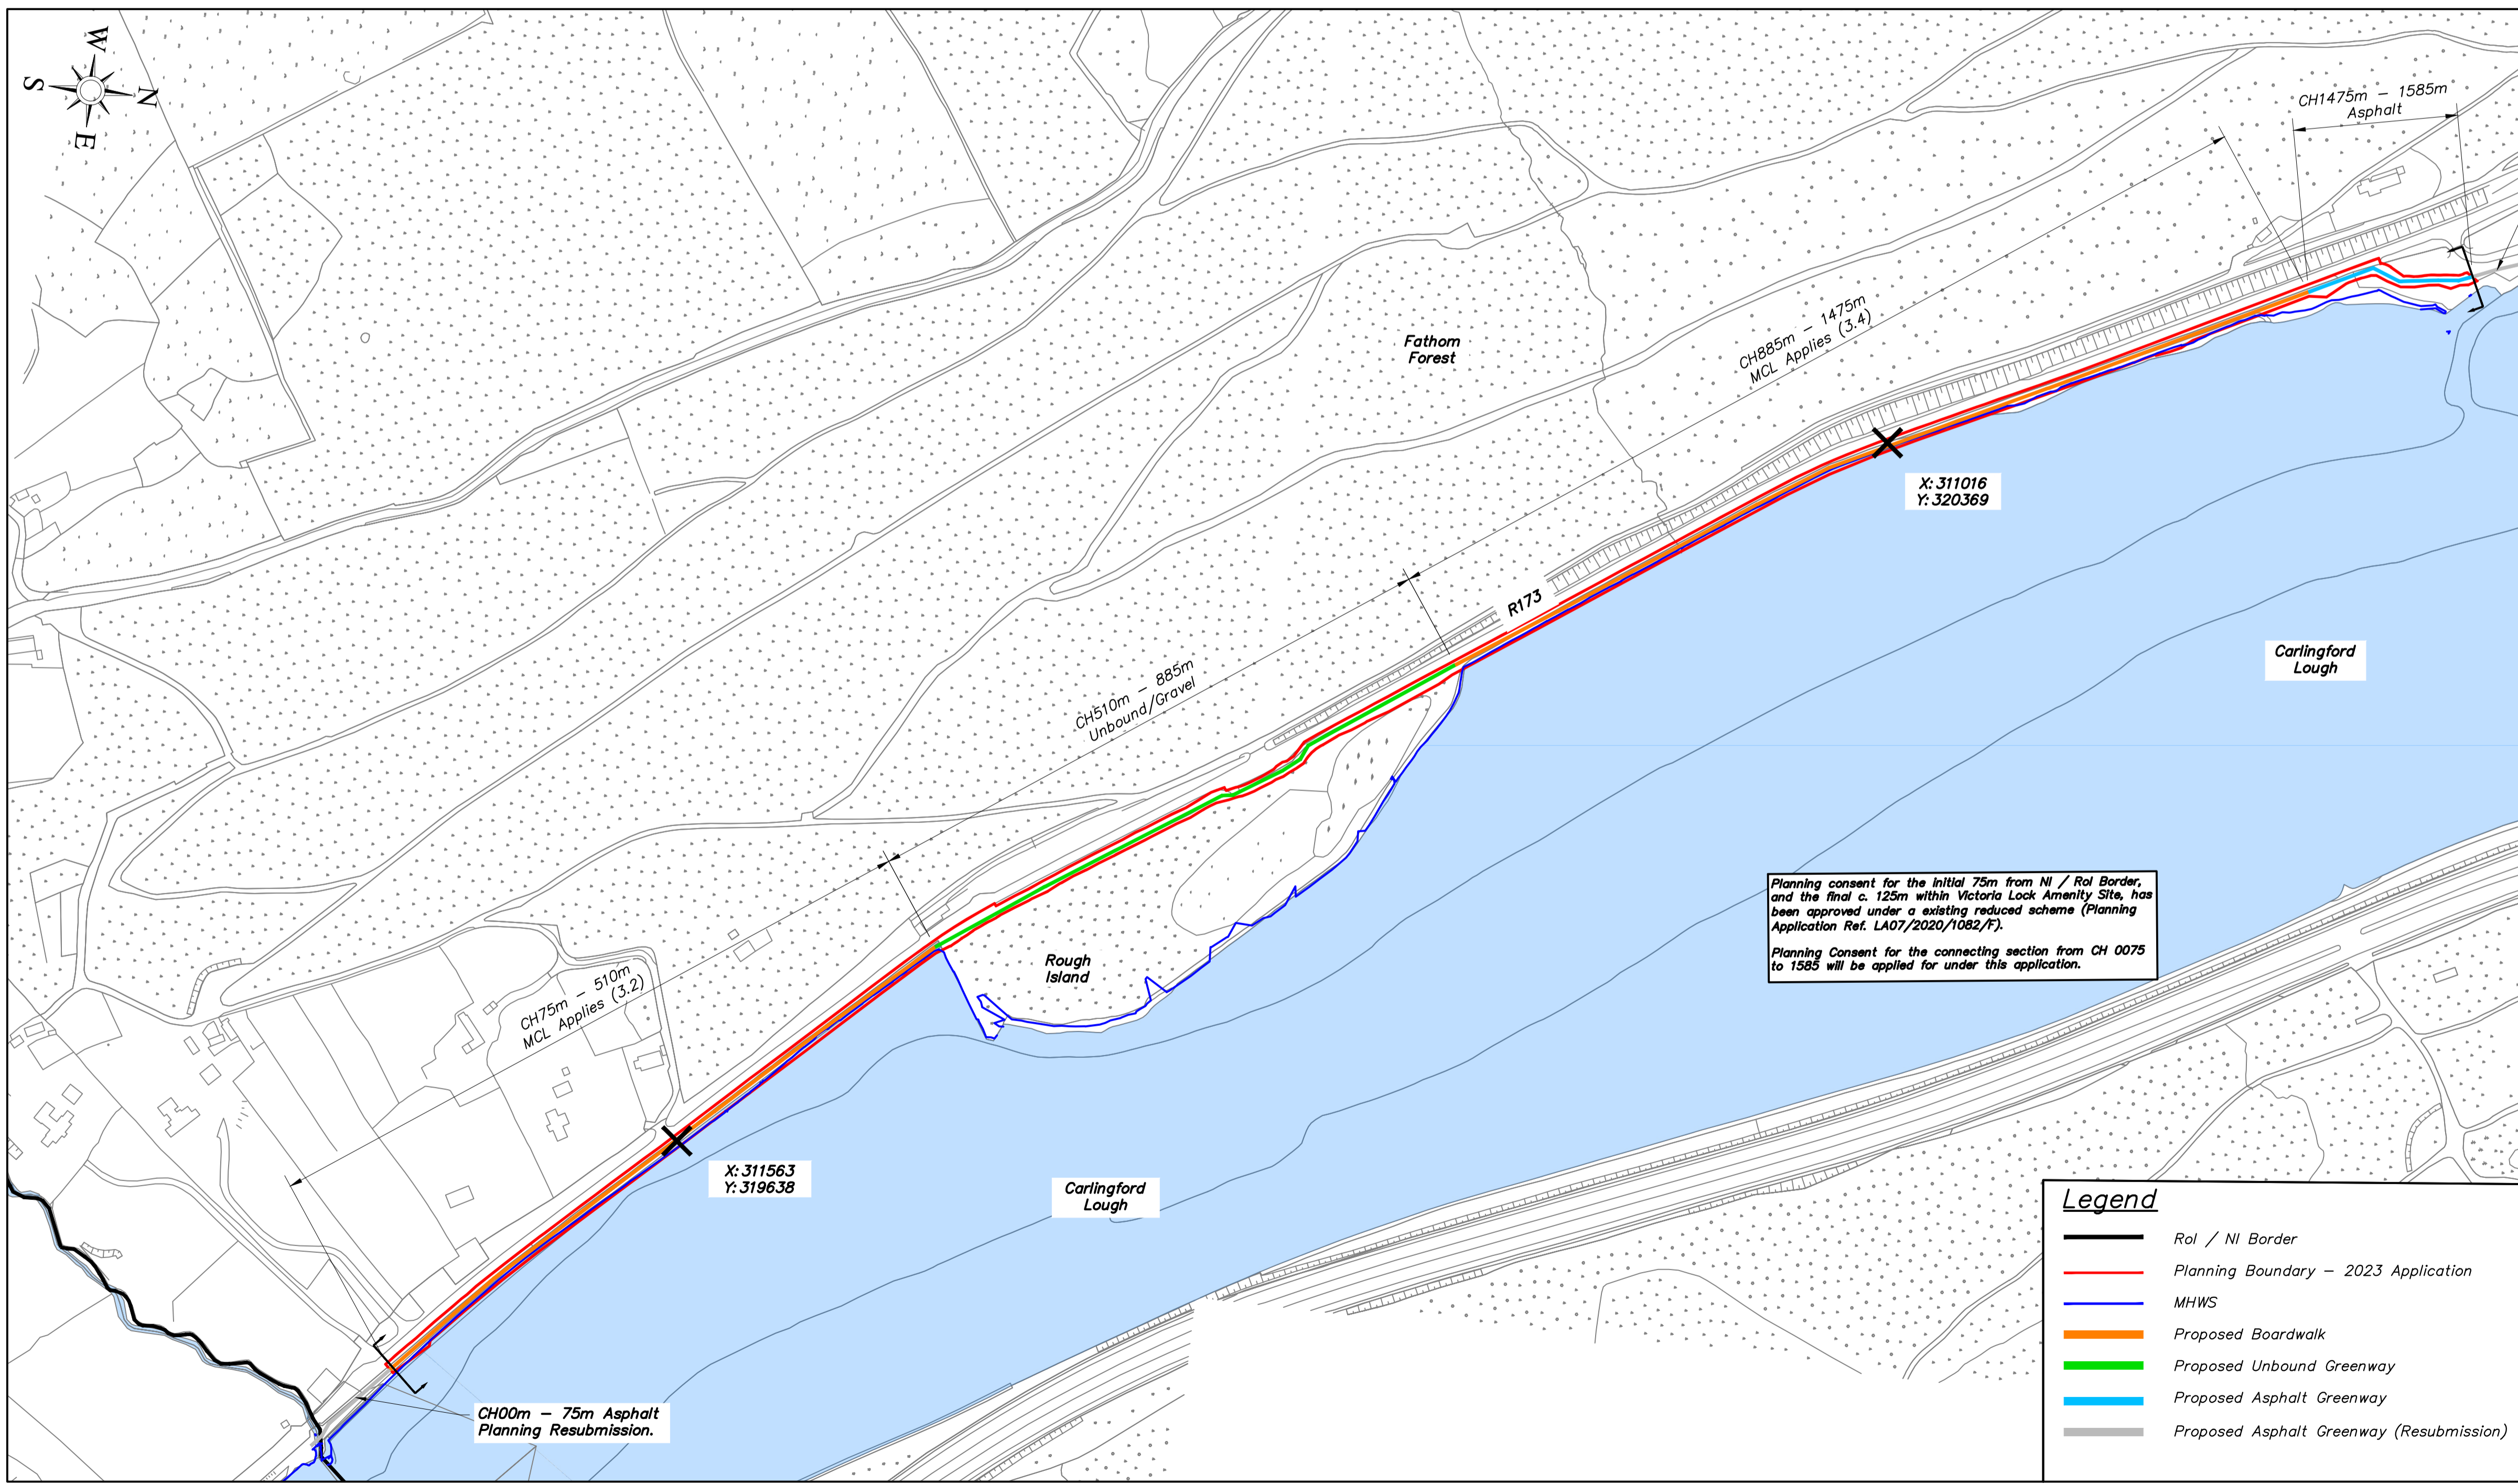 W
S
N
E
CH1475m – 1585m
Asphalt
Fathom
Forest
CH885m – 1475m
MCL Applies (3.4)
X: 311016
Y: 320369
R173
CH510m – 885m
Unbound/Gravel
Carlingford
Lough
Planning consent for the initial 75m from NI / RoI Border,
and the final c. 125m within Victoria Lock Amenity Site, has
been approved under a existing reduced scheme (Planning
Application Ref. LA07/2020/1082/F).
Planning Consent for the connecting section from CH 0075
to 1585 will be applied for under this application.
Rough
Island
CH75m – 510m
MCL Applies (3.2)
X: 311563
Y: 319638
Carlingford
Lough
CH00m – 75m Asphalt
Planning Resubmission.
Legend
RoI / NI Border
Planning Boundary – 2023 Application
MHWS
Proposed Boardwalk
Proposed Unbound Greenway
Proposed Asphalt Greenway
Proposed Asphalt Greenway (Resubmission)